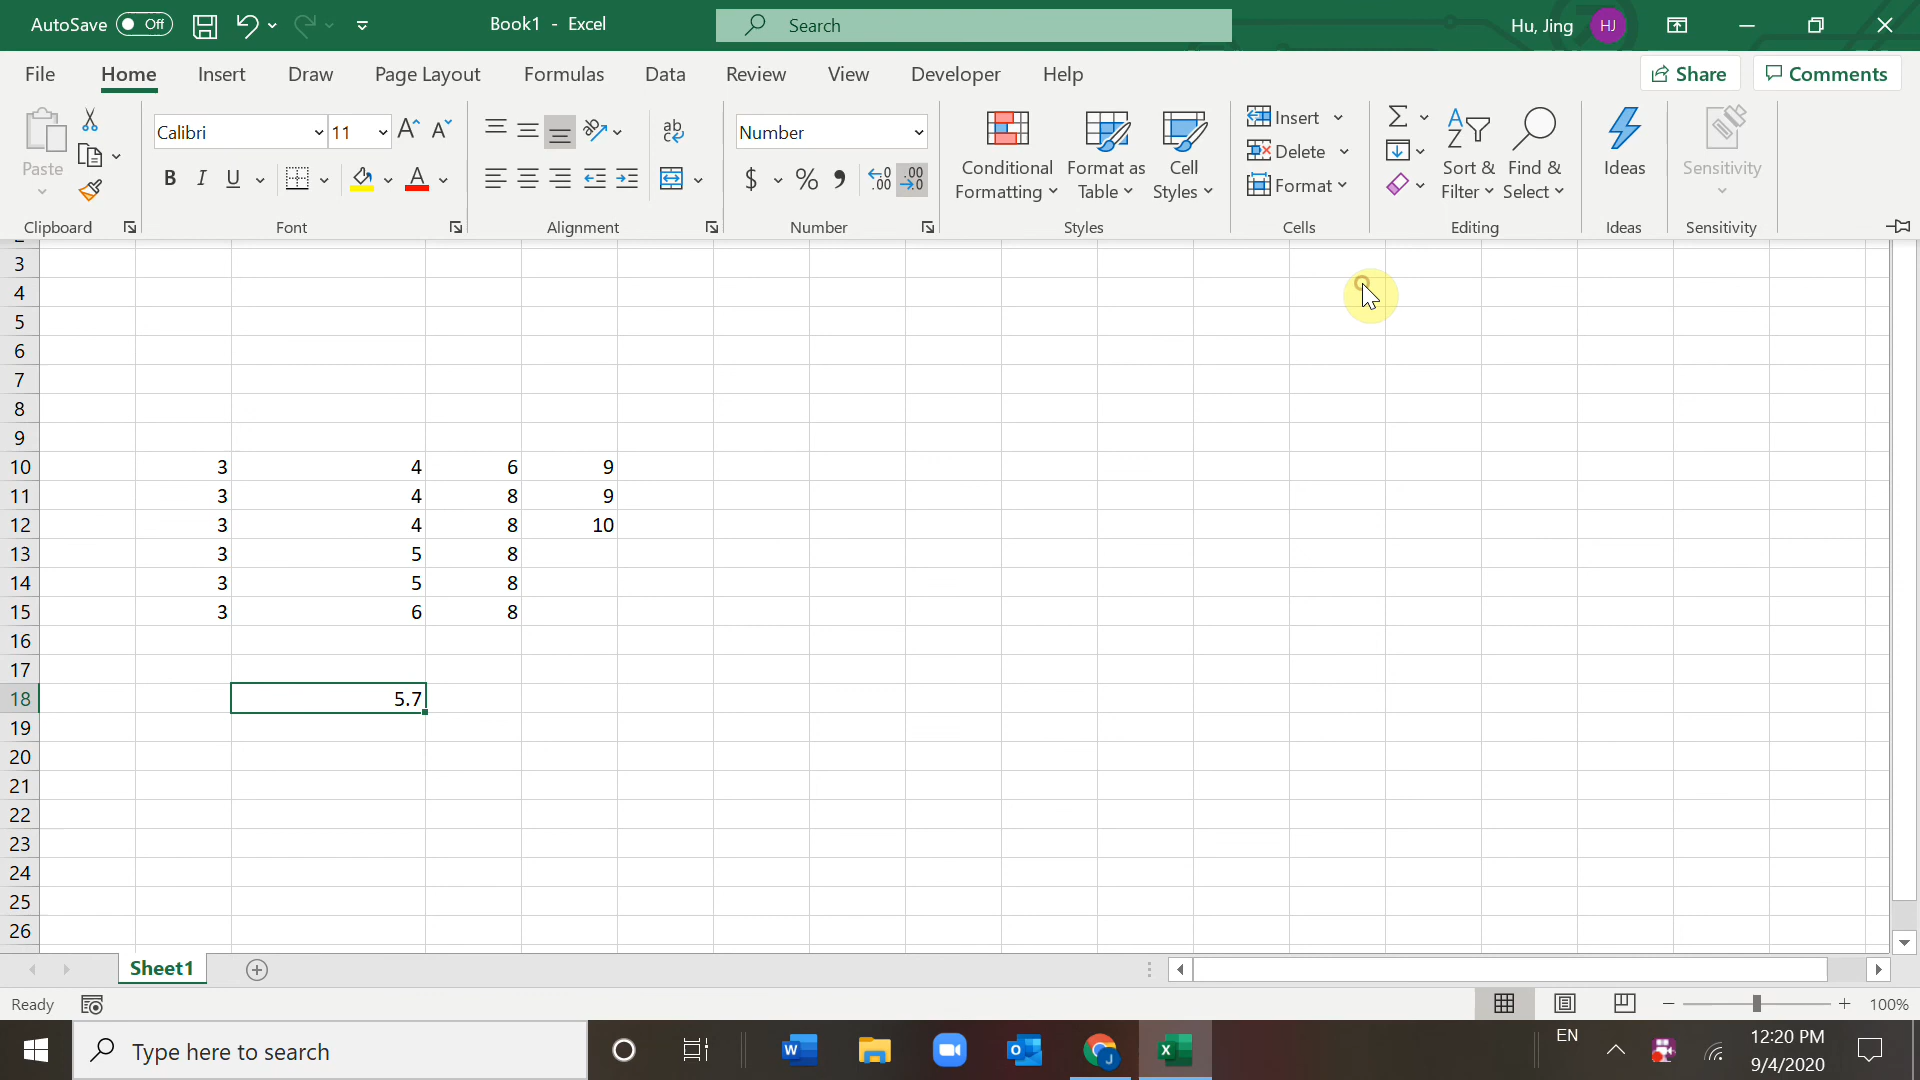 AutoSave Off Book1 - Excel Search Hu, Jing HJ
File Home Insert Draw Page Layout Formulas Data Review View Developer Help Share Comments
Paste Calibri 11 ab Number Conditional Formatting Format as Table Cell Styles Insert Delete Format Sort & Filter Find & Select Ideas Sensitivity
B I U A $ % , .00 .00
Clipboard Font Alignment Number Styles Cells Editing Ideas Sensitivity
3
4
5
6
7
8
9
10 3 4 6 9
11 3 4 8 9
12 3 4 8 10
13 3 5 8
14 3 5 8
15 3 6 8
16
17
18 5.7
19
20
21
22
23
24
25
26
Sheet1
Ready 100%
Type here to search EN 12:20 PM
9/4/2020